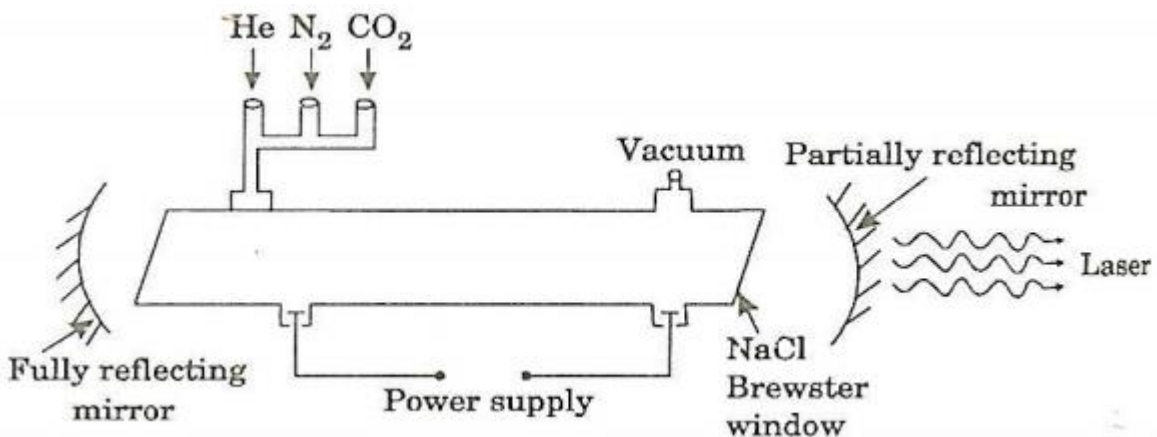 He N₂ CO₂
Vacuum
Partially reflecting
mirror
Laser
Fully reflecting
mirror
Power supply
NaCl
Brewster
window